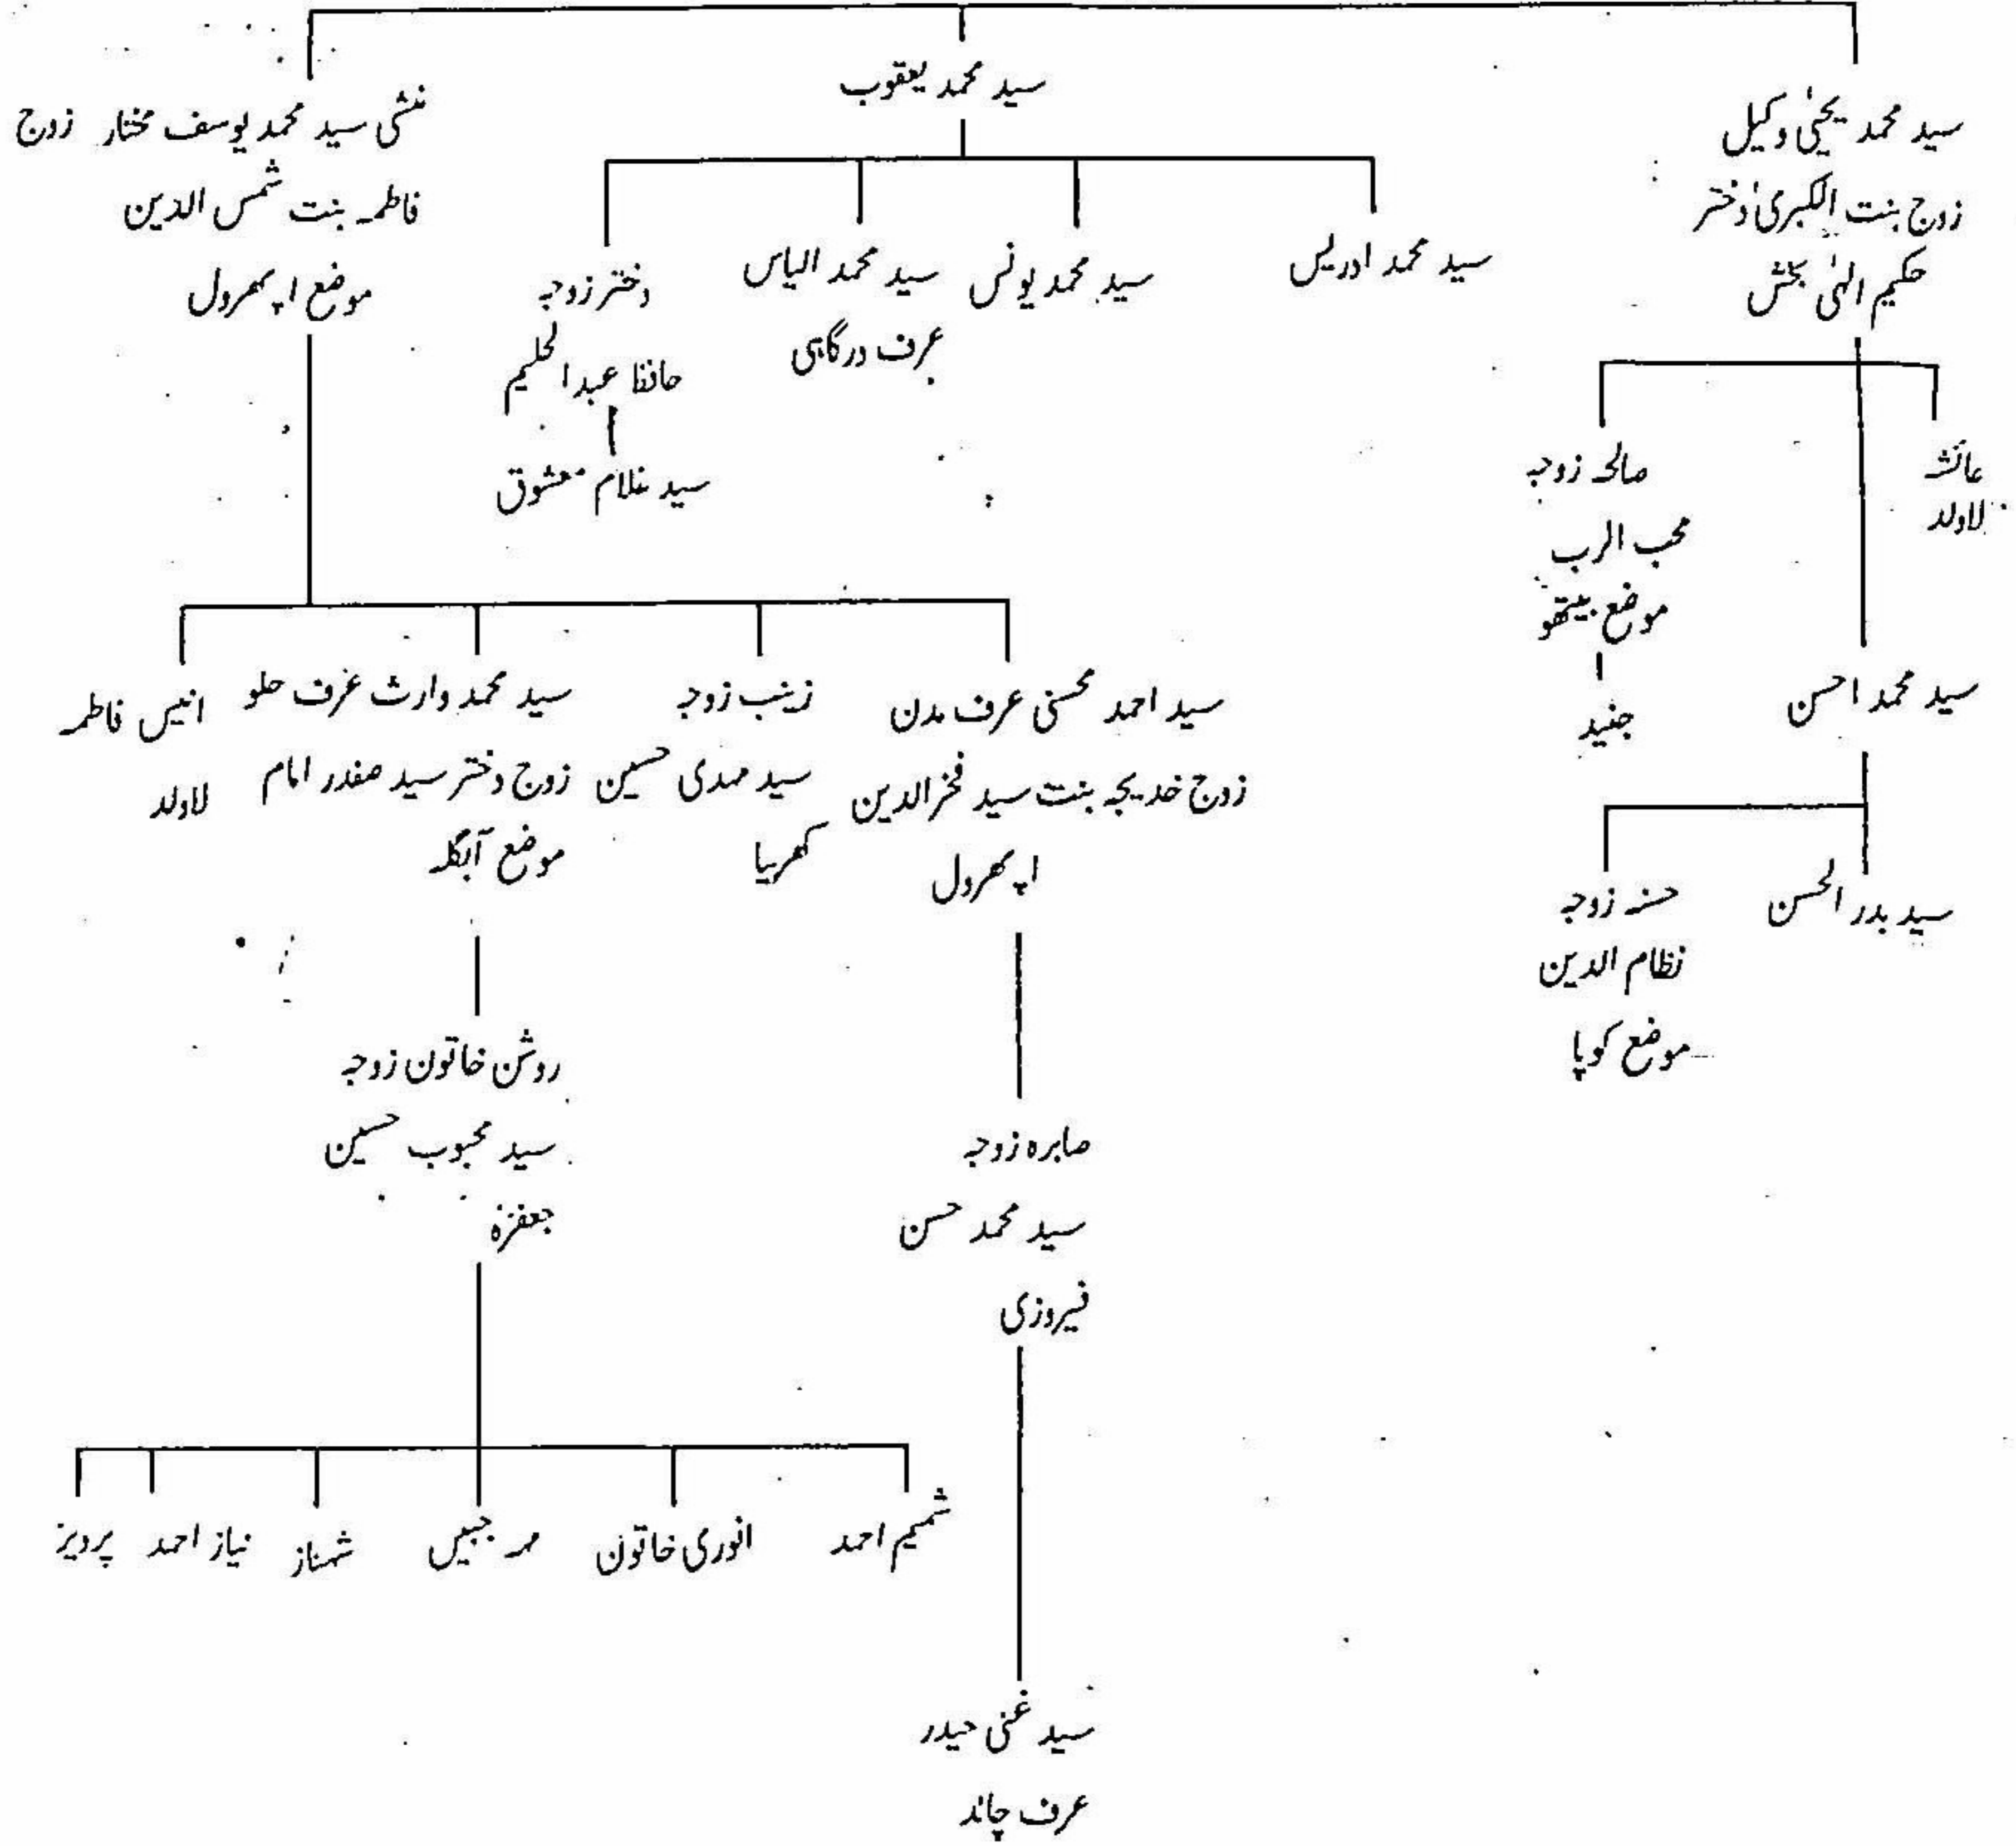 سید محمد یحییٰ وکیل
زوج بنت الکبریٰ دختر
حکیم الہٰی بخش
سید محمد یعقوب
منشی سید محمد یوسف مختار زوج
فاطمہ بنت شمس الدین
موضع اپھرول
سید محمد ادریس
سید محمد یونس
سید محمد الیاس
عرف درگاہی
دختر زوجہ
حافظ عبدالحلیم
سید غلام معشوق
عائشہ
لاولد
صالحہ زوجہ
محب الرب
موضع بیتھو
جنید
سید محمد احسن
سید بدر الحسن
حسنہ زوجہ
نظام الدین
موضع کوپا
سید احمد محسنی عرف مدن
زوج خدیجہ بنت سید فخرالدین
اپھرول
زینب زوجہ
سید مہدی حسین
کھربیا
سید محمد وارث عرف حلو
زوج دختر سید صفدر امام
موضع آبگلہ
انیس فاطمہ
لاولد
صابرہ زوجہ
سید محمد حسن
فیروزی
روشن خاتون زوجہ
سید محبوب حسین
جعفرہ
شمیم احمد
انوری خاتون
مہ جبیں
شہناز
نیاز احمد
پرویز
سید غنی حیدر
عرف چاند